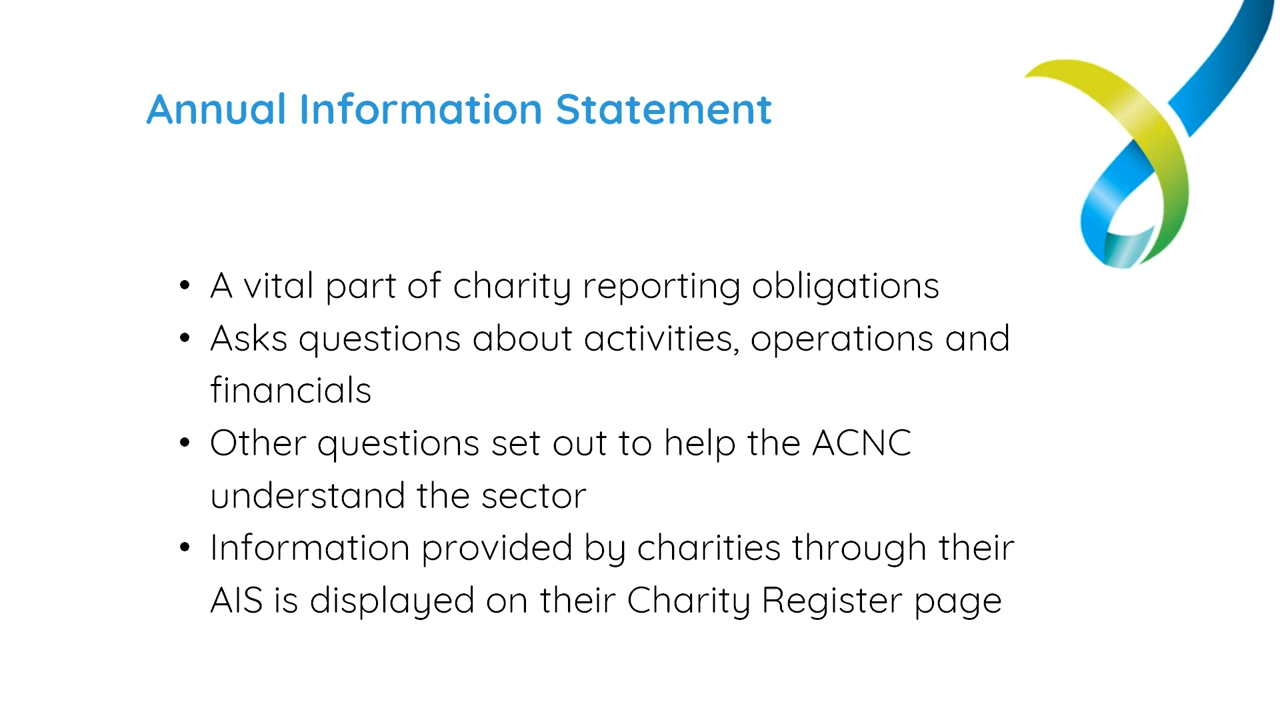 Annual Information Statement
• A vital part of charity reporting obligations
• Asks questions about activities, operations and
financials
• Other questions set out to help the ACNC
understand the sector
• Information provided by charities through their
AIS is displayed on their Charity Register page